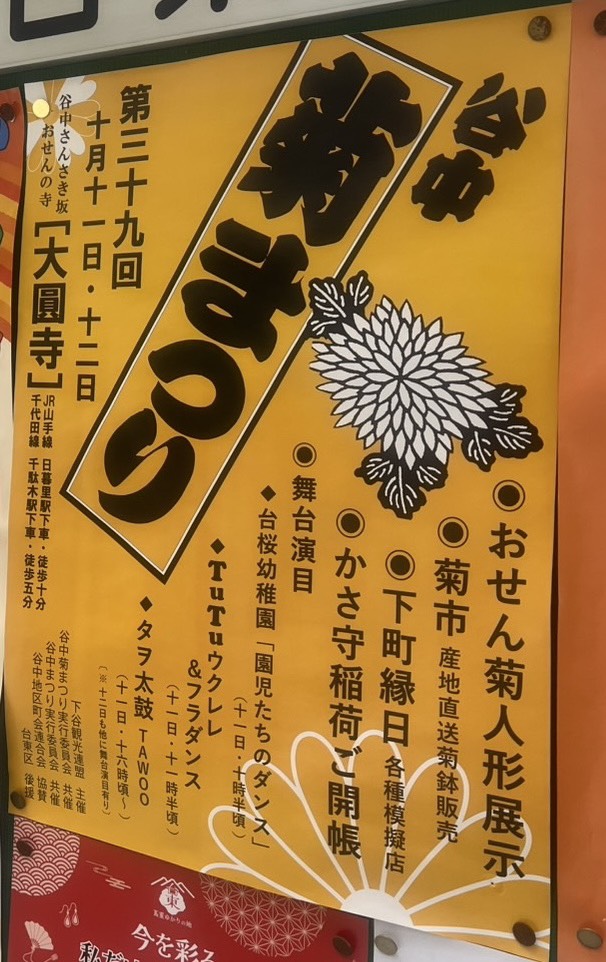 谷中
菊まつり
第三十九回
十月十一日・十二日
谷中さんさき坂
おせんの寺
［大圓寺］
JR山手線 日暮里駅下車・徒歩十分
千代田線 千駄木駅下車・徒歩五分
◉おせん菊人形展示
◉菊市 産地直送菊鉢販売
◉下町縁日 各種模擬店
◉かさ守稲荷ご開帳
◉舞台演目
◆台桜幼稚園「園児たちのダンス」
（十一日・十時半頃）
◆TuTuウクレレ
&フラダンス
（十一日・十一時半頃）
◆タヲ太鼓 TAWOO
（十一日・十六時頃〜）
（※十二日も他に舞台演目有り）
下谷観光連盟 主催
谷中菊まつり実行委員会 共催
谷中まつり実行委員会 共催
谷中地区町会連合会 協賛
台東区 後援
今を彩る